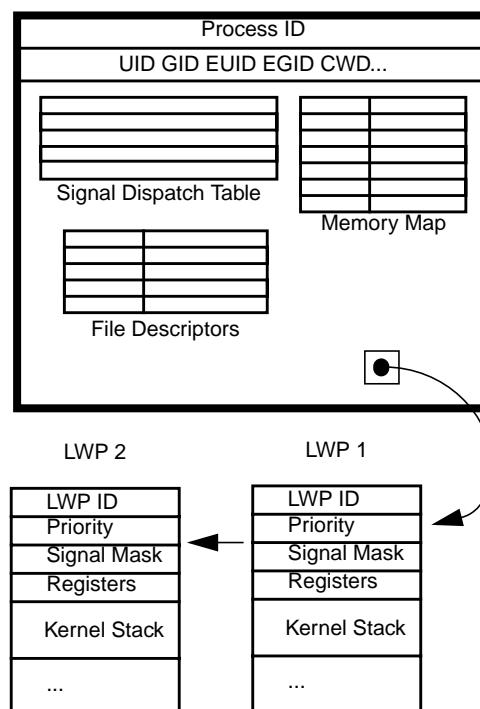 Process ID
UID GID EUID EGID CWD...
Signal Dispatch Table
Memory Map
File Descriptors
LWP 2
LWP 1
LWP ID
Priority
Signal Mask
Registers
Kernel Stack
...
LWP ID
Priority
Signal Mask
Registers
Kernel Stack
...